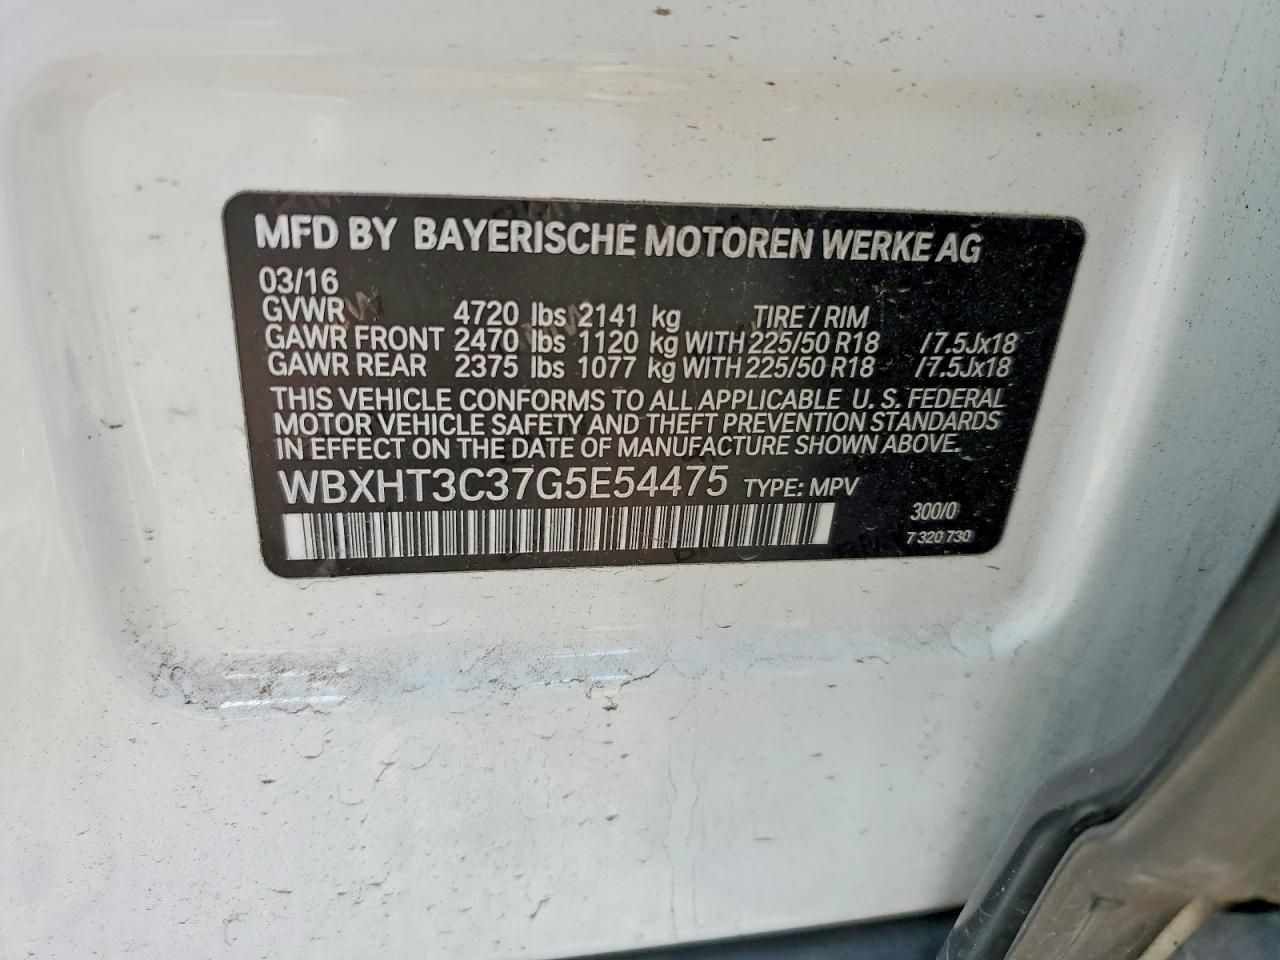 MFD BY BAYERISCHE MOTOREN WERKE AG
03/16
GVWR 4720 lbs 2141 kg TIRE / RIM
GAWR FRONT 2470 lbs 1120 kg WITH 225/50 R18 /7.5Jx18
GAWR REAR 2375 lbs 1077 kg WITH 225/50 R18 /7.5Jx18
THIS VEHICLE CONFORMS TO ALL APPLICABLE U. S. FEDERAL
MOTOR VEHICLE SAFETY AND THEFT PREVENTION STANDARDS
IN EFFECT ON THE DATE OF MANUFACTURE SHOWN ABOVE.
WBXHT3C37G5E54475 TYPE: MPV
300/0
7 320 730